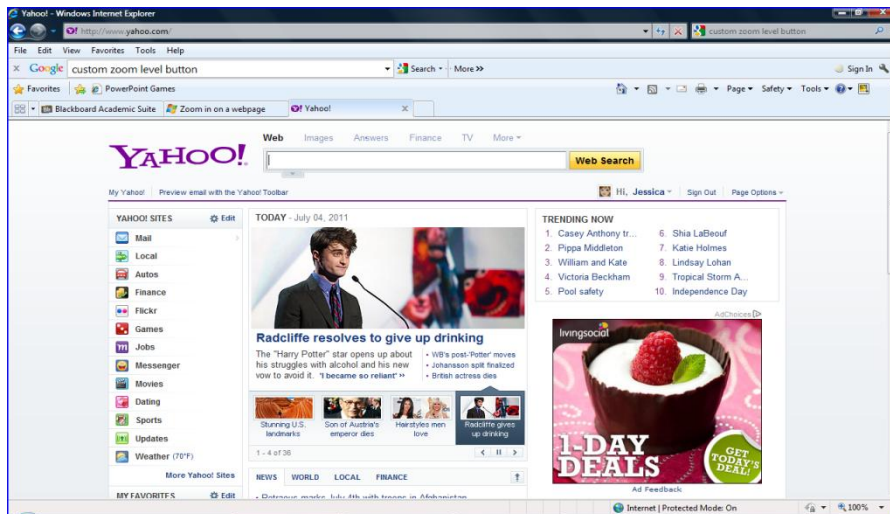 Yahoo! - Windows Internet Explorer
http://www.yahoo.com/
custom zoom level button
File Edit View Favorites Tools Help
x Google custom zoom level button Search More >> Sign In
Favorites PowerPoint Games Page Safety Tools
Blackboard Academic Suite Zoom in on a webpage Yahoo! x
YAHOO!
Web Images Answers Finance TV More
Web Search
My Yahoo! Preview email with the Yahoo! Toolbar
Hi, Jessica Sign Out Page Options
YAHOO! SITES Edit
Mail
Local
Autos
Finance
Flickr
Games
Jobs
Messenger
Movies
Dating
Sports
Updates
Weather (70°F)
More Yahoo! Sites
MY FAVORITES Edit
TODAY - July 04, 2011
Radcliffe resolves to give up drinking
The "Harry Potter" star opens up about
his struggles with alcohol and his new
vow to avoid it. 'I became so reliant' »
• WB's post-'Potter' moves
• Johansson split finalized
• British actress dies
Stunning U.S.
landmarks
Son of Austria's
emperor dies
Hairstyles men
love
Radcliffe gives
up drinking
1 - 4 of 36
NEWS WORLD LOCAL FINANCE
• Petraeus marks July 4th with troops in Afghanistan
TRENDING NOW
1. Casey Anthony tr...
2. Pippa Middleton
3. William and Kate
4. Victoria Beckham
5. Pool safety
6. Shia LaBeouf
7. Katie Holmes
8. Lindsay Lohan
9. Tropical Storm A...
10. Independence Day
AdChoices
livingsocial
1-DAY
DEALS
GET
TODAY'S
DEAL!
Ad Feedback
Internet | Protected Mode: On
100%